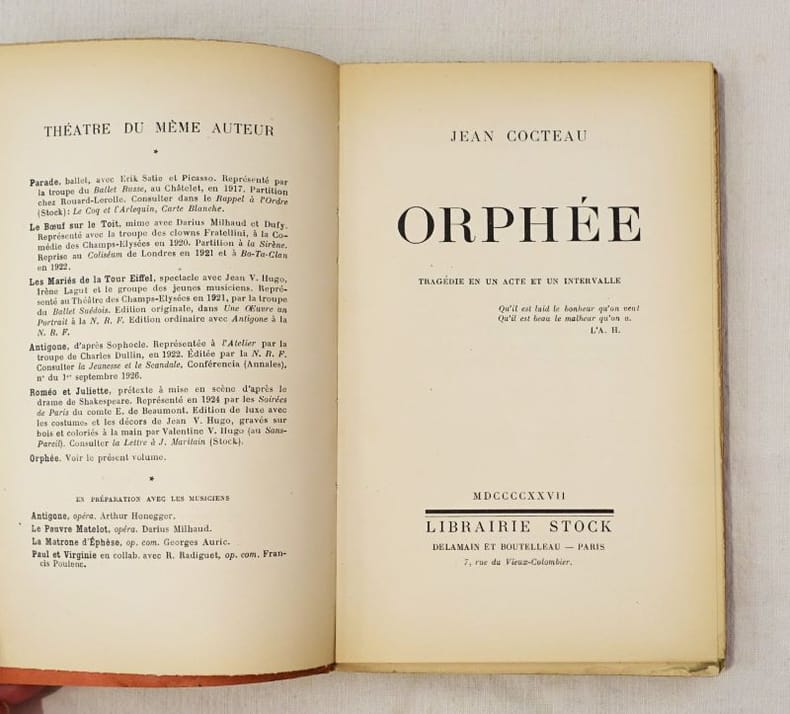 THÉATRE DU MÊME AUTEUR
*
Parade, ballet, avec Erik Satie et Picasso. Représenté par
la troupe du Ballet Russe, au Châtelet, en 1917. Partition
chez Rouard-Lerolle. Consulter dans le Rappel à l'Ordre
(Stock): Le Coq et l'Arlequin, Carte Blanche.
Le Bœuf sur le Toit, mime avec Darius Milhaud et Dufy.
Représenté avec la troupe des clowns Fratellini, à la Co-
médie des Champs-Elysées en 1920. Partition à la Sirène.
Reprise au Coliséum de Londres en 1921 et à Ba-Ta-Clan
en 1922.
Les Mariés de la Tour Eiffel, spectacle avec Jean V. Hugo,
Irène Lagut et le groupe des jeunes musiciens. Repré-
senté au Théâtre des Champs-Elysées en 1921, par la troupe
du Ballet Suédois. Edition originale, dans Une Œuvre un
Portrait à la N. R. F. Edition ordinaire avec Antigone à la
N. R. F.
Antigone, d'après Sophocle. Représentée à l'Atelier par la
troupe de Charles Dullin, en 1922. Éditée par la N. R. F.
Consulter la Jeunesse et le Scandale, Conférencia (Annales),
n° du 1er septembre 1926.
Roméo et Juliette, prétexte à mise en scène d'après le
drame de Shakespeare. Représenté en 1924 par les Soirées
de Paris du comte E. de Beaumont. Edition de luxe avec
les costumes et les décors de Jean V. Hugo, gravés sur
bois et coloriés à la main par Valentine V. Hugo (au Sans-
Pareil). Consulter la Lettre à J. Maritain (Stock).
Orphée. Voir le présent volume.
*
EN PRÉPARATION AVEC LES MUSICIENS
Antigone, opéra. Arthur Honegger.
Le Pauvre Matelot, opéra. Darius Milhaud.
La Matrone d'Éphèse, op. com. Georges Auric.
Paul et Virginie en collab. avec R. Radiguet, op. com. Fran-
cis Poulenc.
JEAN COCTEAU
ORPHÉE
TRAGÉDIE EN UN ACTE ET UN INTERVALLE
Qu'il est laid le bonheur qu'on veut
Qu'il est beau le malheur qu'on a.
L'A. H.
MDCCCCXXVII
LIBRAIRIE STOCK
DELAMAIN ET BOUTELLEAU — PARIS
7, rue du Vieux-Colombier.